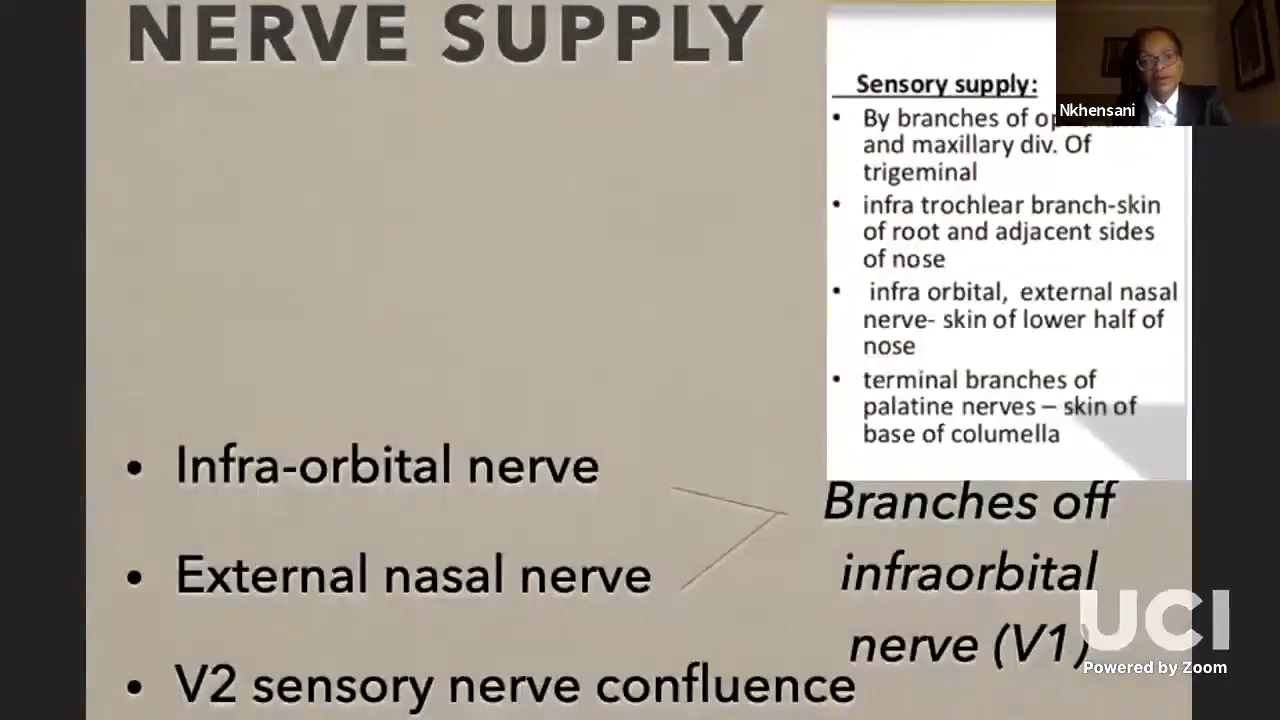 NERVE SUPPLY
Nkhensani
Sensory supply:
• By branches of
and maxillary div. Of
trigeminal
• infra trochlear branch-skin
of root and adjacent sides
of nose
• infra orbital, external nasal
nerve- skin of lower half of
nose
• terminal branches of
palatine nerves – skin of
base of columella
• Infra-orbital nerve
• External nasal nerve
• V2 sensory nerve confluence
Branches off
infraorbital
nerve (V1)
UCI
Powered by Zoom